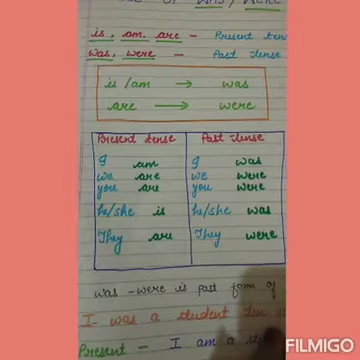 was / were
is, am, are - Present
Was, were - Past Tense
is / am → was
are → were
Present tense Past tense
I am I was
we are we were
you are you were
he/she is he/she was
They are They were
was - were is past form of
I was a student
Present - I am a
FILMIGO